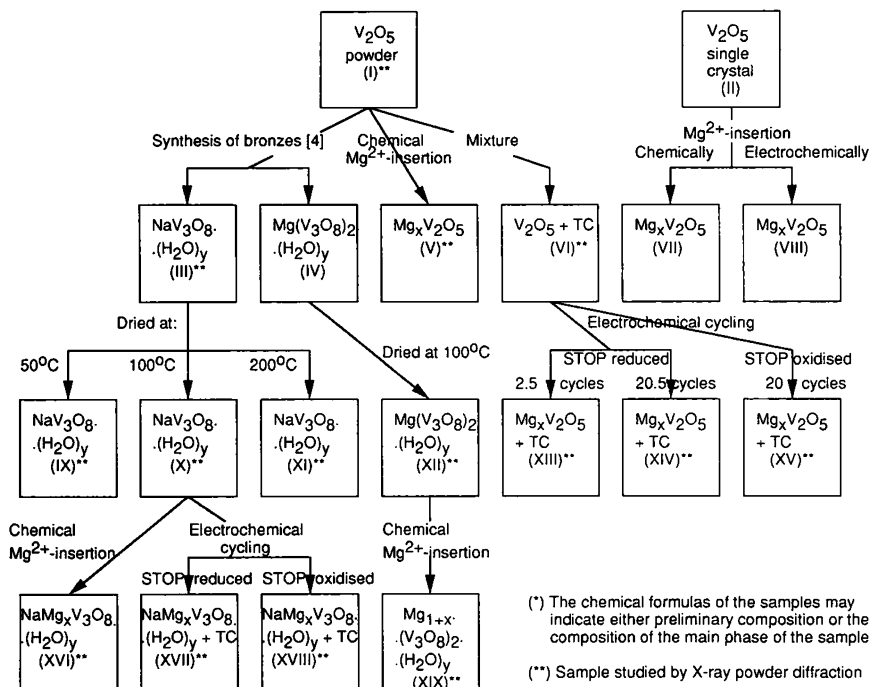 V₂O₅
powder
(I)**
V₂O₅
single
crystal
(II)
Synthesis of bronzes [4]
Chemical
Mg²⁺-insertion
Mixture
Mg²⁺-insertion
Chemically
Electrochemically
NaV₃O₈.
.(H₂O)y
(III)**
Mg(V₃O₈)₂
.(H₂O)y
(IV)
MgₓV₂O₅
(V)**
V₂O₅ + TC
(VI)**
MgₓV₂O₅
(VII)
MgₓV₂O₅
(VIII)
Dried at:
50°C
100°C
200°C
Dried at 100°C
Electrochemical cycling
STOP reduced
STOP oxidised
2.5 cycles
20.5 cycles
20 cycles
NaV₃O₈.
.(H₂O)y
(IX)**
NaV₃O₈.
.(H₂O)y
(X)**
NaV₃O₈.
.(H₂O)y
(XI)**
Mg(V₃O₈)₂
.(H₂O)y
(XII)**
MgₓV₂O₅
+ TC
(XIII)**
MgₓV₂O₅
+ TC
(XIV)**
MgₓV₂O₅
+ TC
(XV)**
Chemical
Mg²⁺-insertion
Electrochemical
cycling
STOP reduced
STOP oxidised
Chemical
Mg²⁺-insertion
NaMgₓV₃O₈.
.(H₂O)y
(XVI)**
NaMgₓV₃O₈.
.(H₂O)y + TC
(XVII)**
NaMgₓV₃O₈.
.(H₂O)y + TC
(XVIII)**
Mg₁₊ₓ.
.(V₃O₈)₂.
.(H₂O)y
(XIX)**
(*) The chemical formulas of the samples may
indicate either preliminary composition or the
composition of the main phase of the sample
(**) Sample studied by X-ray powder diffraction